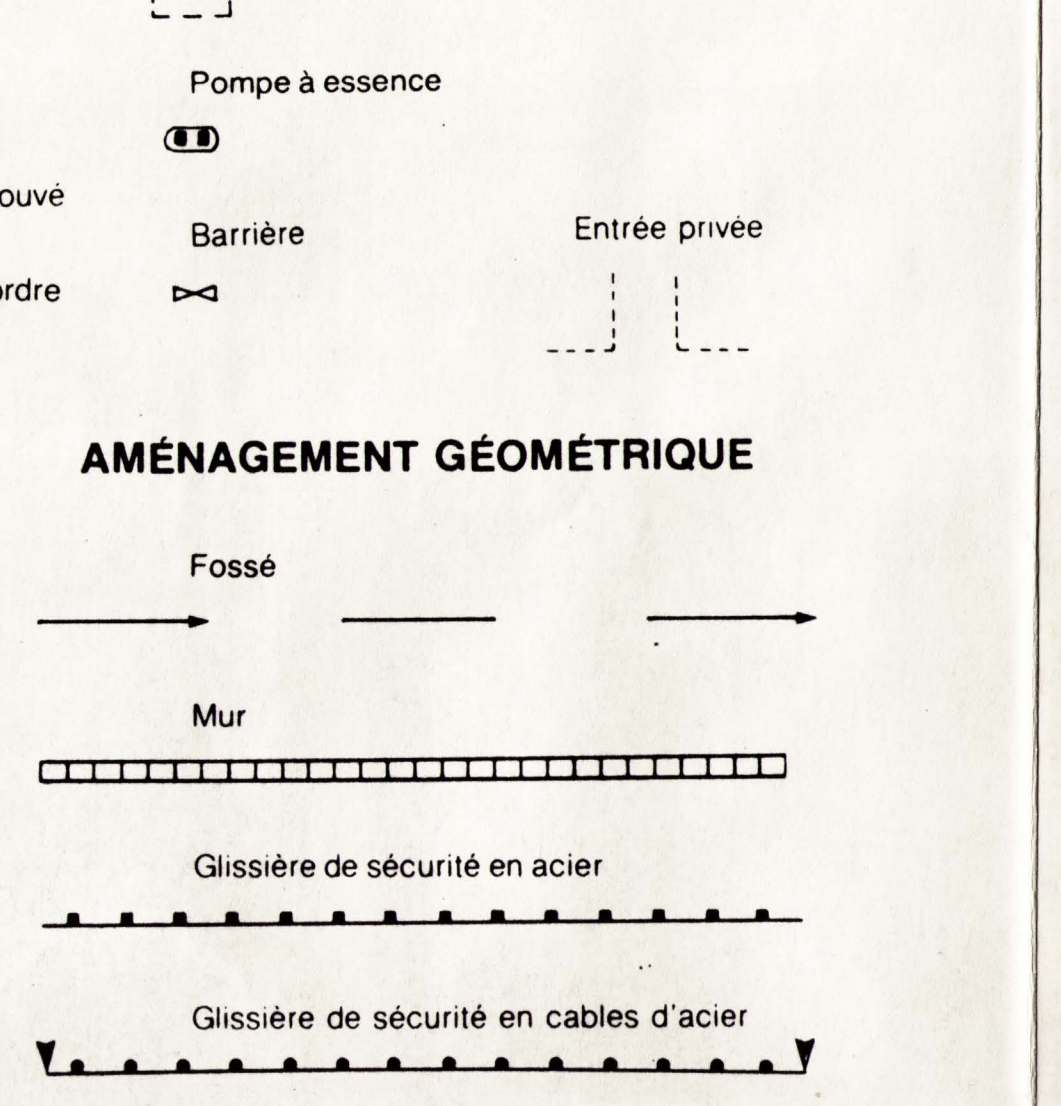 Pompe à essence
ouvé
Barrière
Entrée privée
ordre
AMÉNAGEMENT GÉOMÉTRIQUE
Fossé
Mur
Glissière de sécurité en acier
Glissière de sécurité en cables d'acier